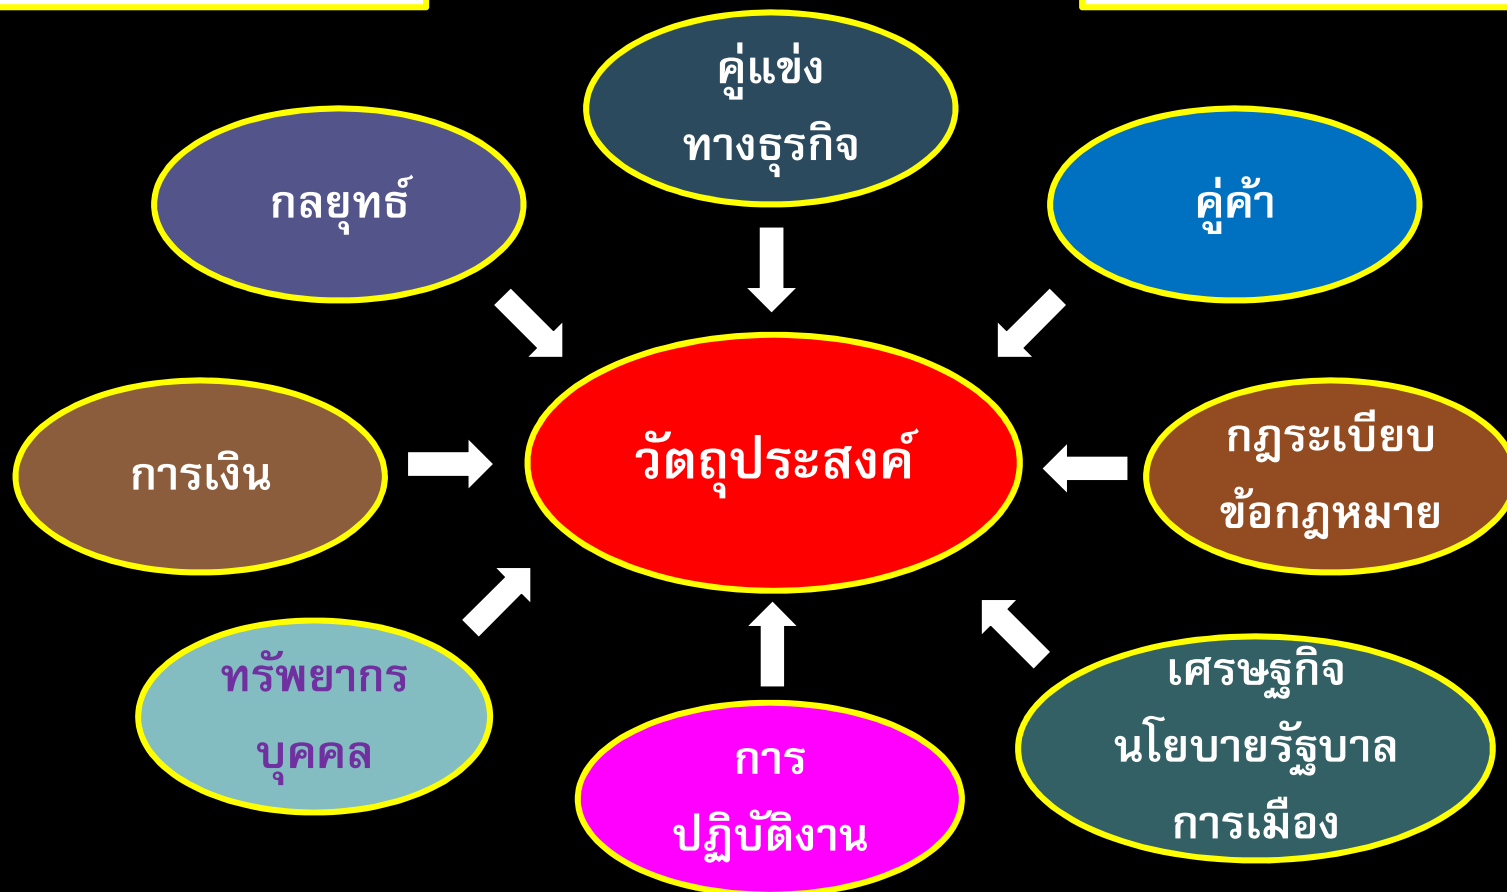 คู่แข่ง
ทางธุรกิจ
กลยุทธ์
คู่ค้า
วัตถุประสงค์
การเงิน
กฎระเบียบ
ข้อกฎหมาย
ทรัพยากร
บุคคล
การ
ปฏิบัติงาน
เศรษฐกิจ
นโยบายรัฐบาล
การเมือง